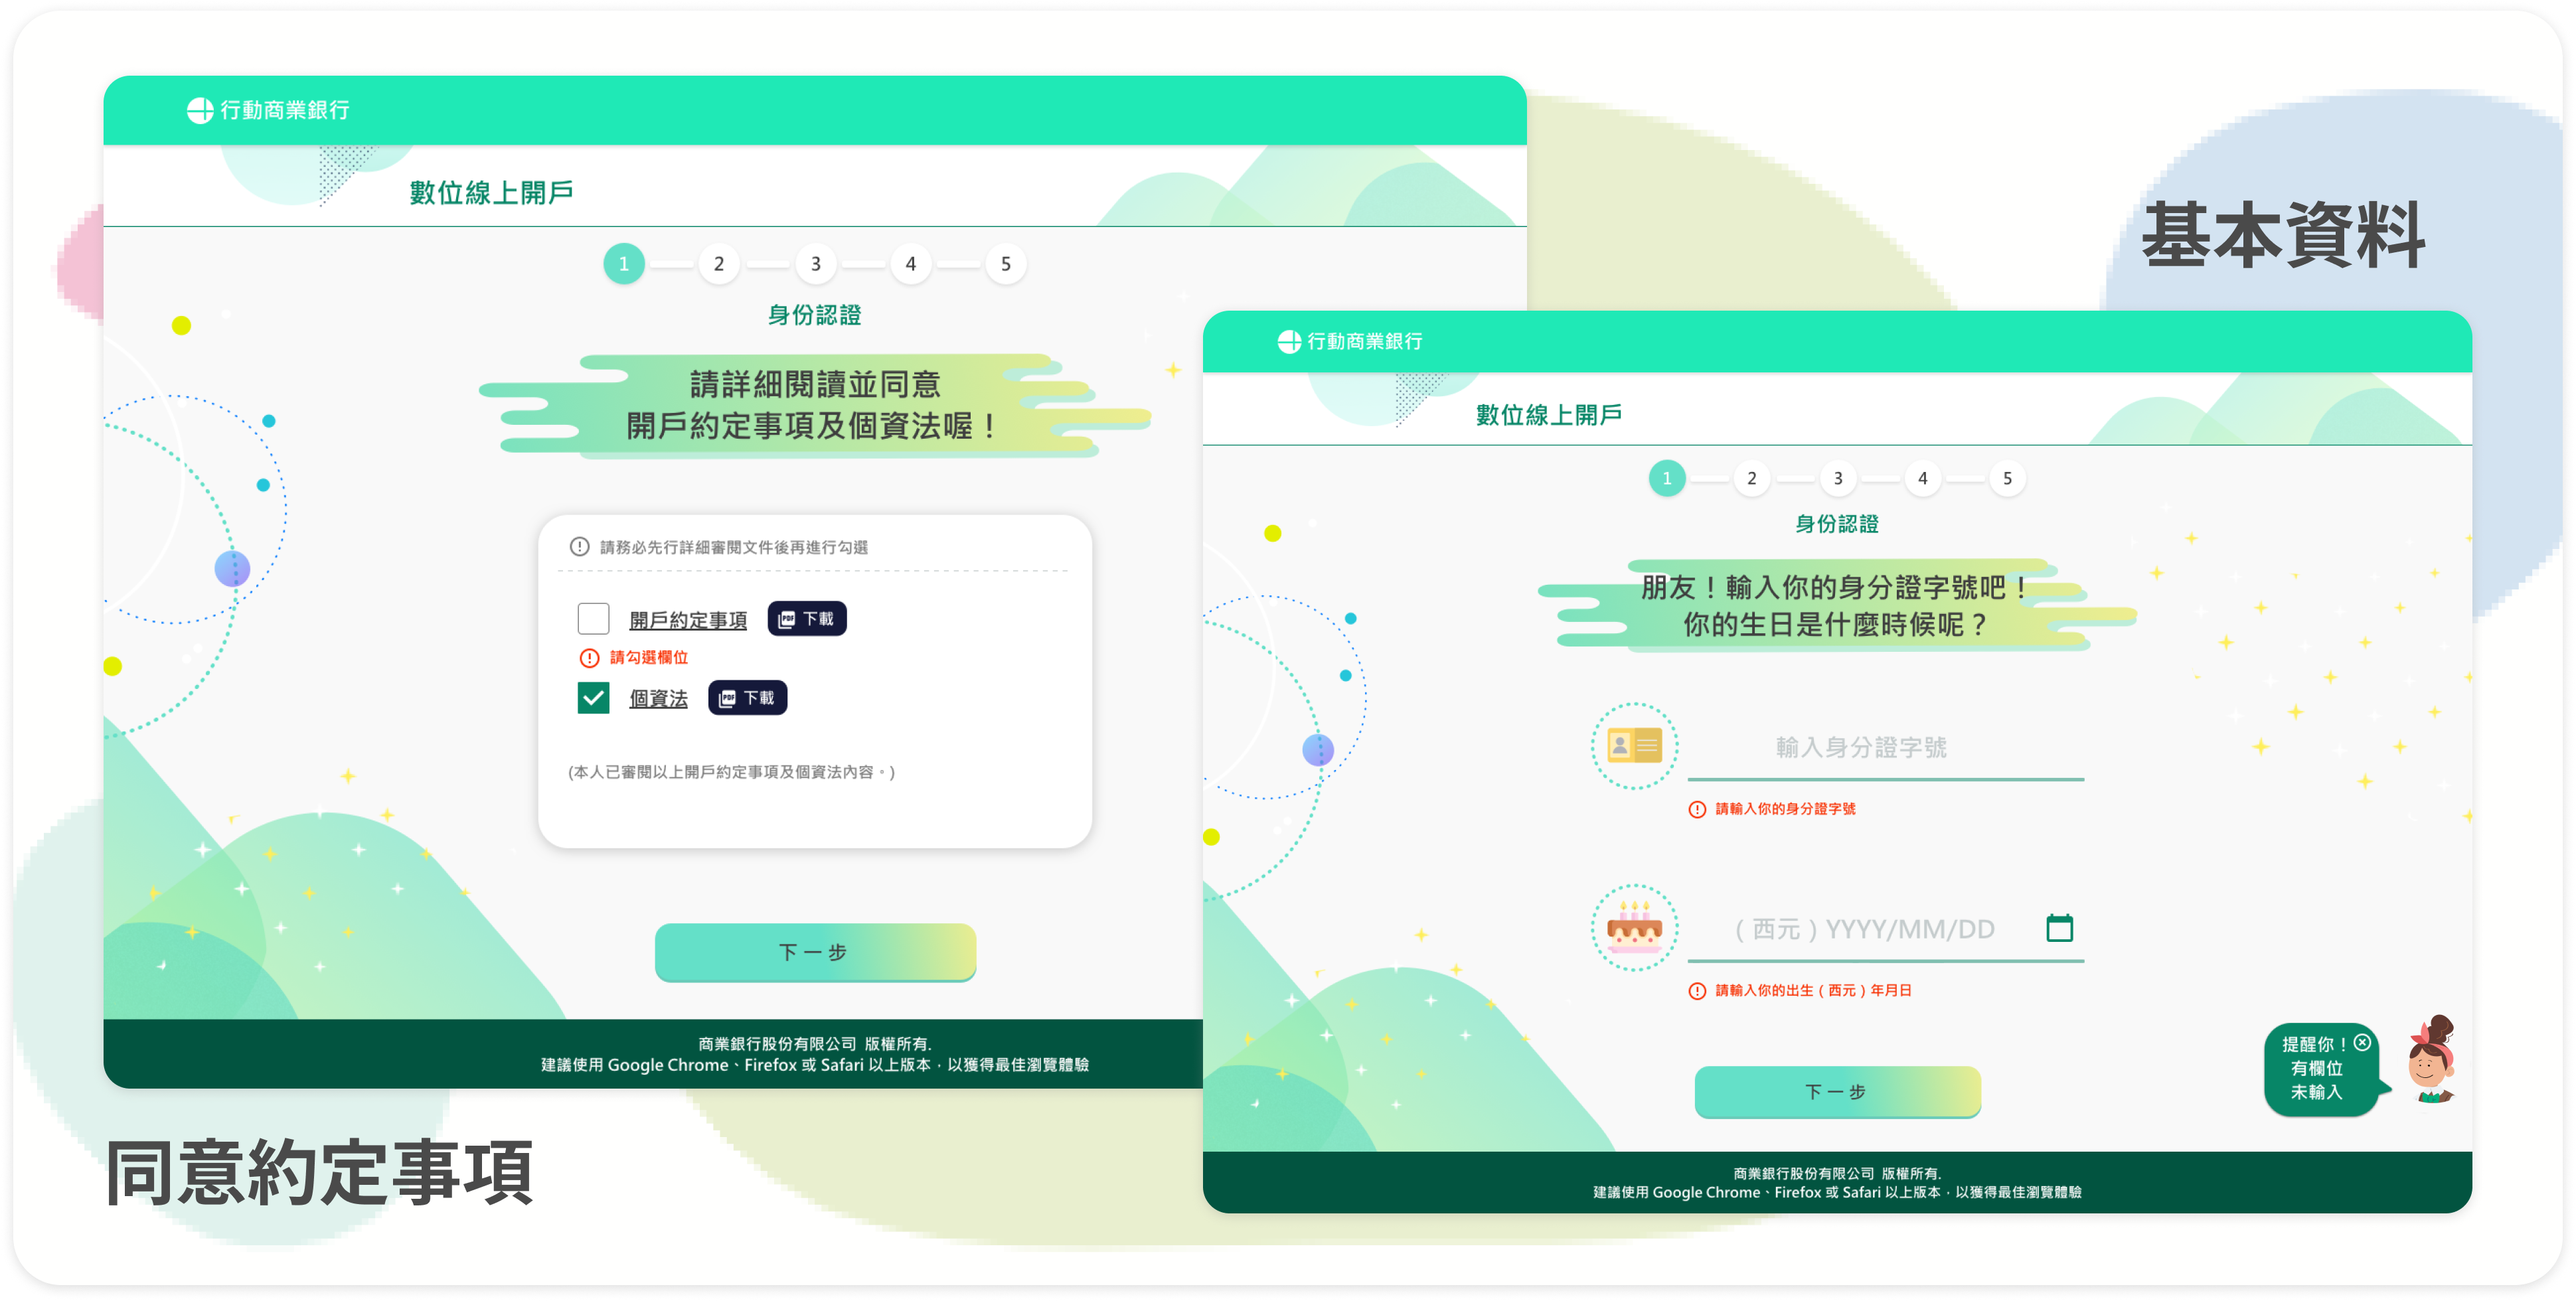 行動商業銀行
數位線上開戶
1 2 3 4 5
身份認證
請詳細閱讀並同意
開戶約定事項及個資法喔！
請務必先行詳細審閱文件後再進行勾選
開戶約定事項 PDF 下載
請勾選欄位
個資法 PDF 下載
(本人已審閱以上開戶約定事項及個資法內容。)
下一步
商業銀行股份有限公司 版權所有.
建議使用 Google Chrome、Firefox 或 Safari 以上版本，以獲得最佳瀏覽體驗
同意約定事項
基本資料
行動商業銀行
數位線上開戶
1 2 3 4 5
身份認證
朋友！輸入你的身分證字號吧！
你的生日是什麼時候呢？
輸入身分證字號
請輸入你的身分證字號
（西元）YYYY/MM/DD
請輸入你的出生（西元）年月日
提醒你！
有欄位
未輸入
下一步
商業銀行股份有限公司 版權所有.
建議使用 Google Chrome、Firefox 或 Safari 以上版本，以獲得最佳瀏覽體驗